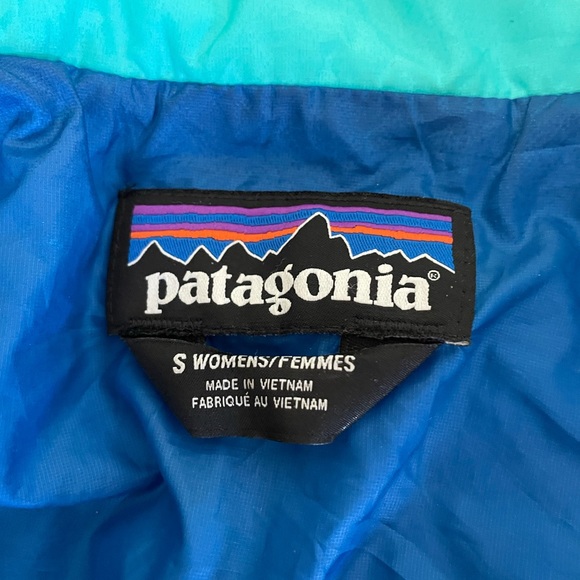 patagonia®
S WOMENS/FEMMES
MADE IN VIETNAM
FABRIQUÉ AU VIETNAM